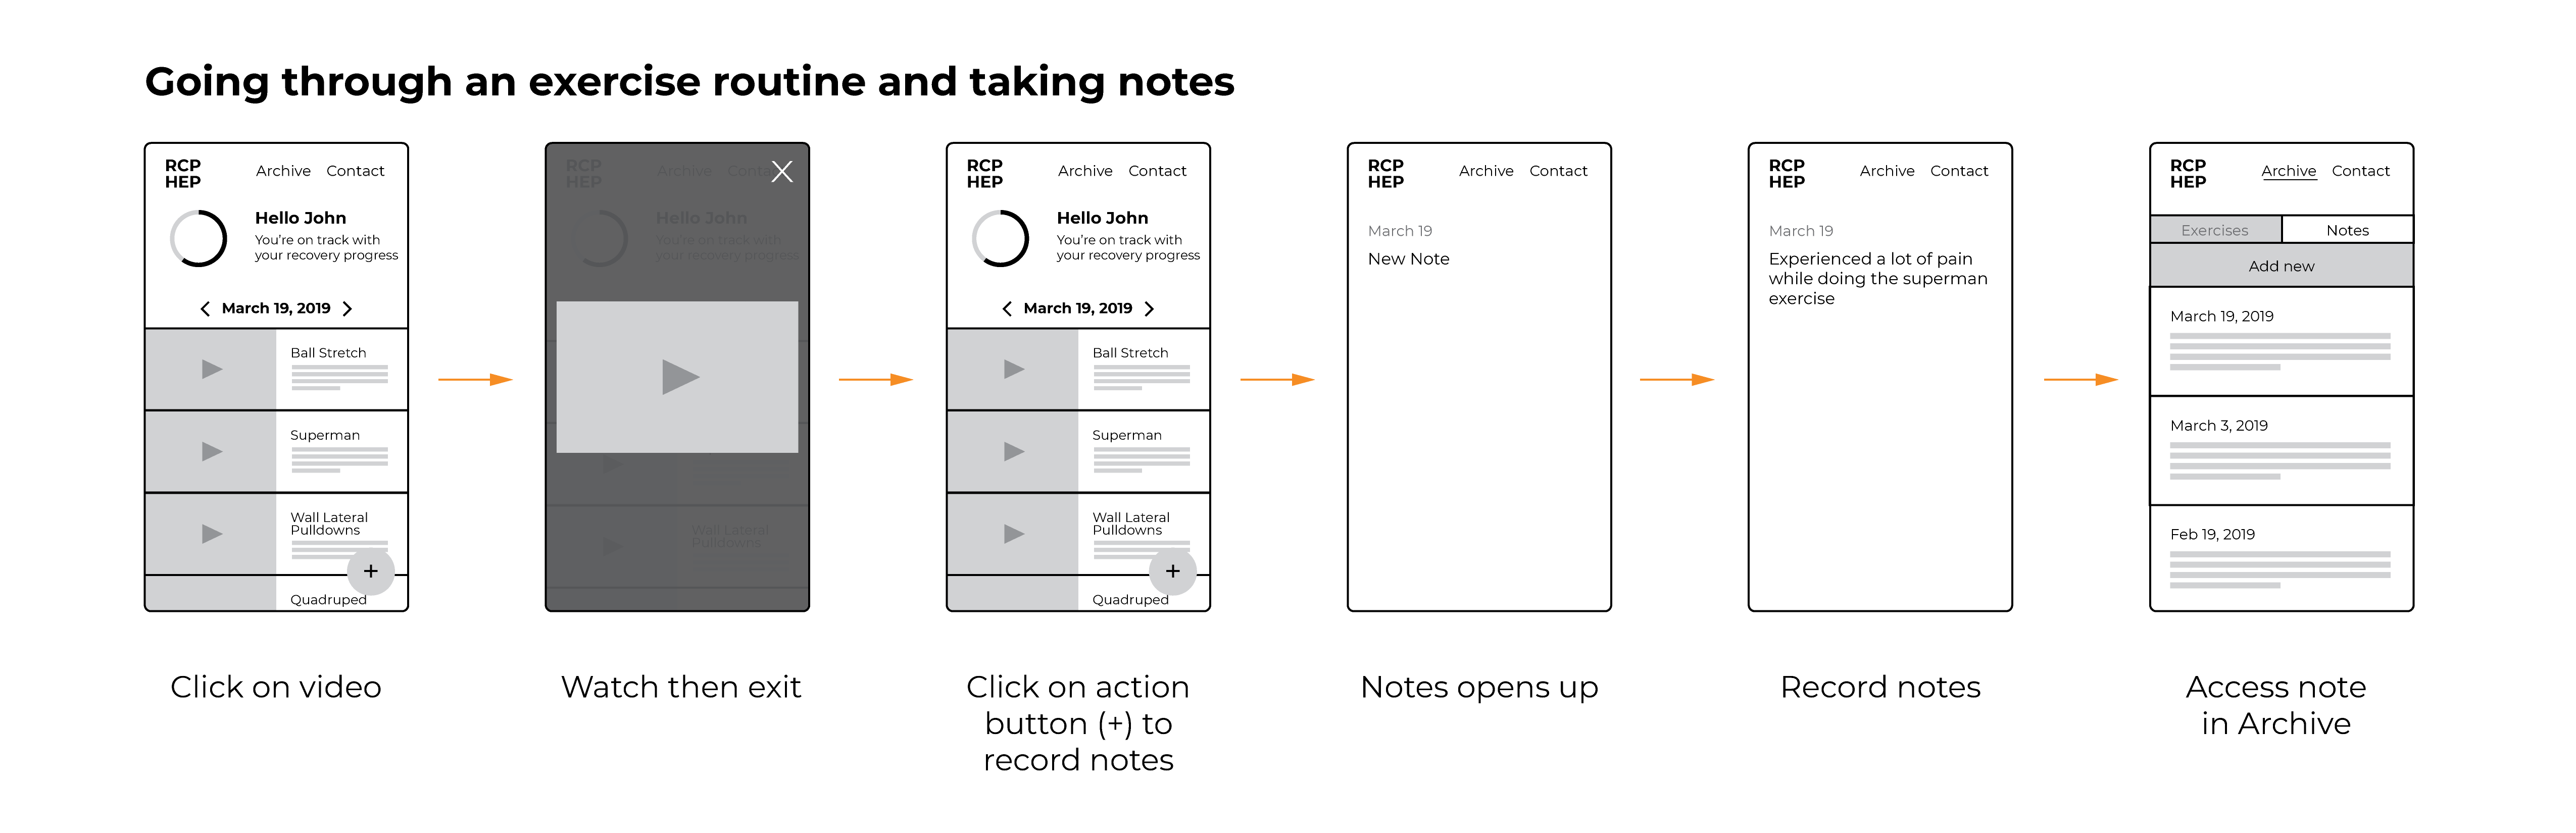 Going through an exercise routine and taking notes
RCP
HEP
Archive Contact
Hello John
You're on track with
your recovery progress
March 19, 2019
Ball Stretch
Superman
Wall Lateral
Pulldowns
+
Quadruped
Click on video
RCP
HEP
Archive Contact
X
Hello John
You're on track with
your recovery progress
Wall Lateral
Pulldowns
Watch then exit
RCP
HEP
Archive Contact
Hello John
You're on track with
your recovery progress
March 19, 2019
Ball Stretch
Superman
Wall Lateral
Pulldowns
+
Quadruped
Click on action
button (+) to
record notes
RCP
HEP
Archive Contact
March 19
New Note
Notes opens up
RCP
HEP
Archive Contact
March 19
Experienced a lot of pain
while doing the superman
exercise
Record notes
RCP
HEP
Archive Contact
Exercises Notes
Add new
March 19, 2019
March 3, 2019
Feb 19, 2019
Access note
in Archive